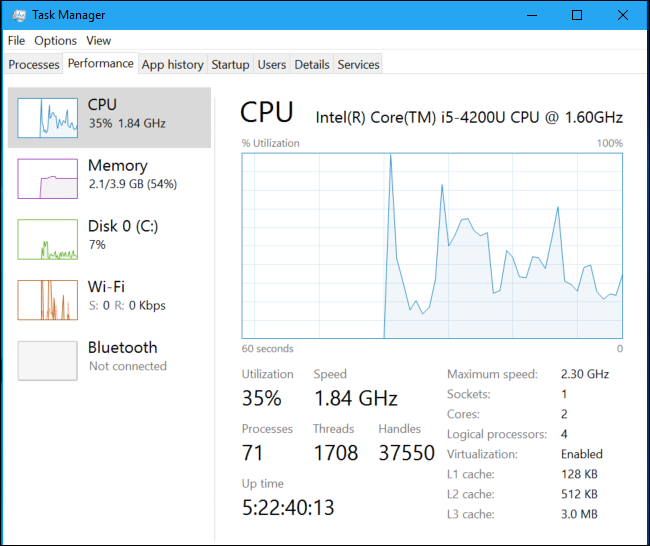 Task Manager
File Options View
Processes Performance App history Startup Users Details Services
CPU
35% 1.84 GHz
Memory
2.1/3.9 GB (54%)
Disk 0 (C:)
7%
Wi-Fi
S: 0 R: 0 Kbps
Bluetooth
Not connected
CPU Intel(R) Core(TM) i5-4200U CPU @ 1.60GHz
% Utilization 100%
60 seconds 0
Utilization Speed
35% 1.84 GHz
Processes Threads Handles
71 1708 37550
Up time
5:22:40:13
Maximum speed: 2.30 GHz
Sockets: 1
Cores: 2
Logical processors: 4
Virtualization: Enabled
L1 cache: 128 KB
L2 cache: 512 KB
L3 cache: 3.0 MB